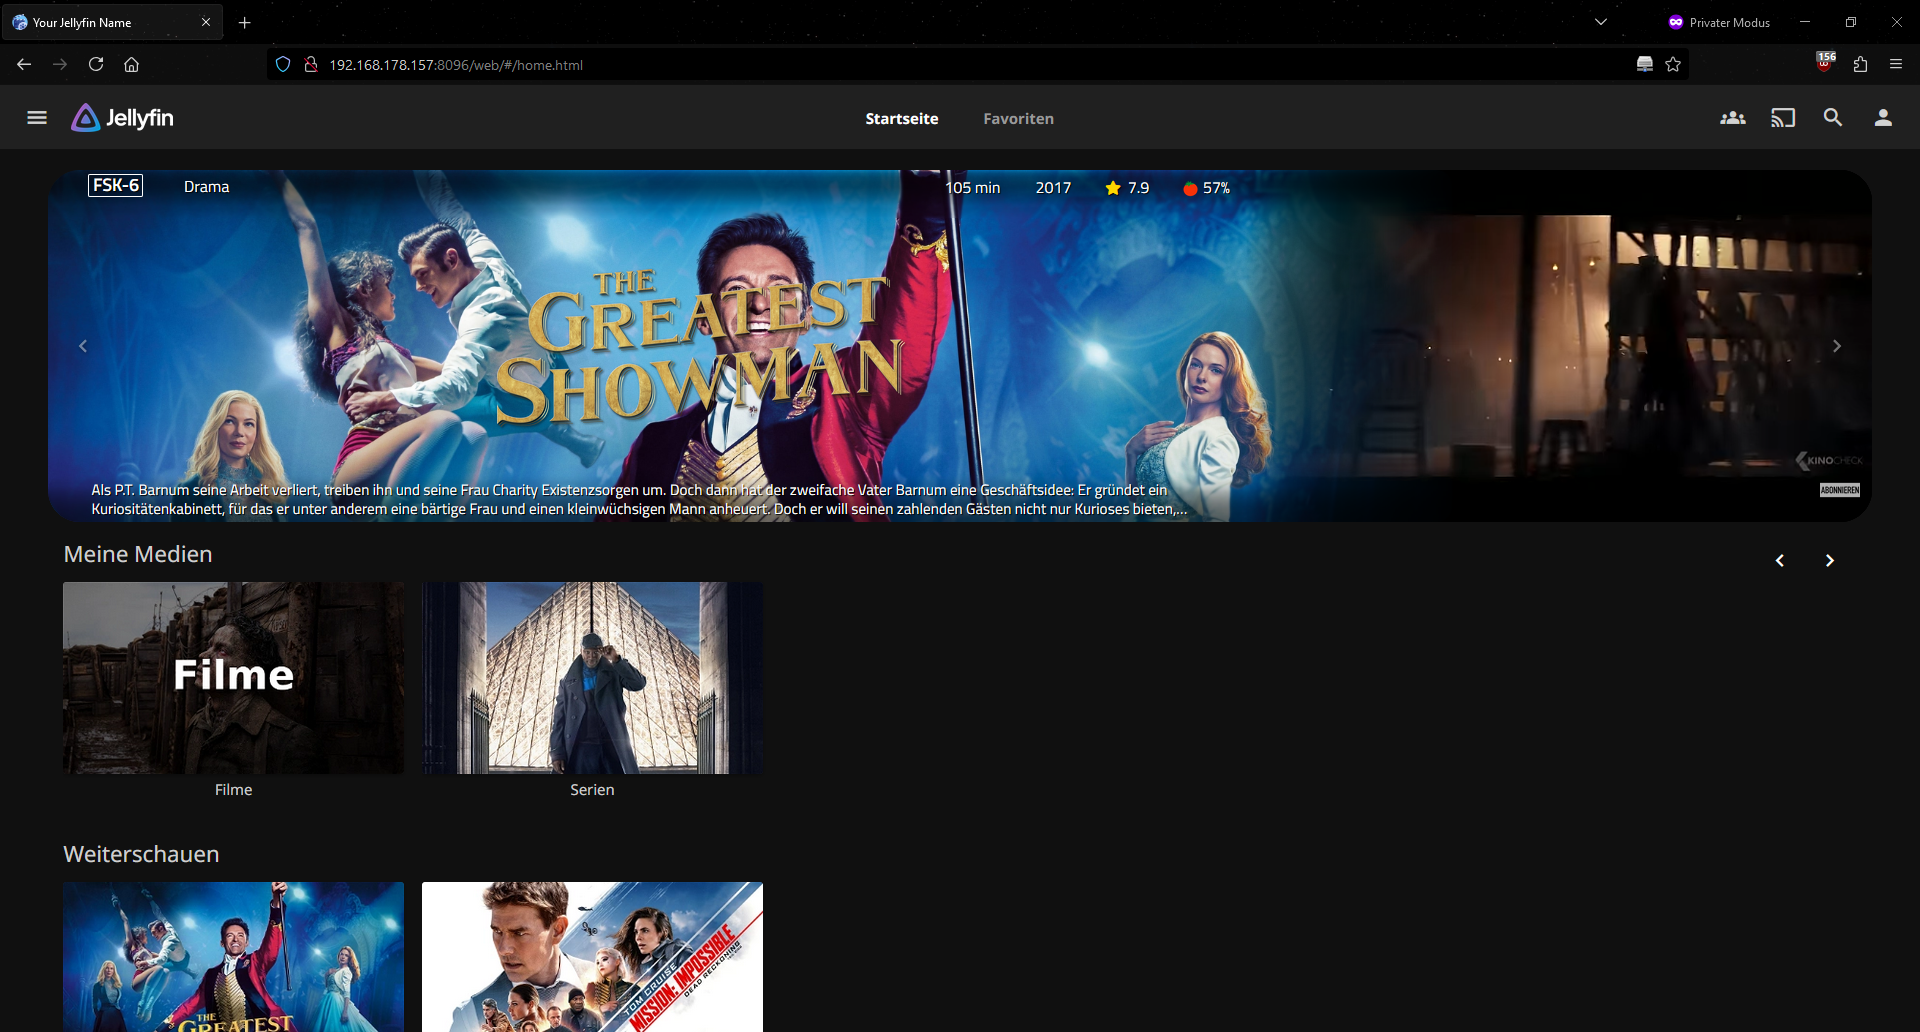 Your Jellyfin Name
Privater Modus
192.168.178.157:8096/web/#/home.html
156
Jellyfin
Startseite
Favoriten
FSK-6
Drama
105 min
2017
7.9
57%
THE
GREATEST
SHOWMAN
KINOCHECK
ABONNIEREN
Als P.T. Barnum seine Arbeit verliert, treiben ihn und seine Frau Charity Existenzsorgen um. Doch dann hat der zweifache Vater Barnum eine Geschäftsidee: Er gründet ein
Kuriositätenkabinett, für das er unter anderem eine bärtige Frau und einen kleinwüchsigen Mann anheuert. Doch er will seinen zahlenden Gästen nicht nur Kurioses bieten,...
Meine Medien
Filme
Filme
Serien
Weiterschauen
THE
GREATEST
TOM CRUISE
MISSION: IMPOSSIBLE
DEAD RECKONING